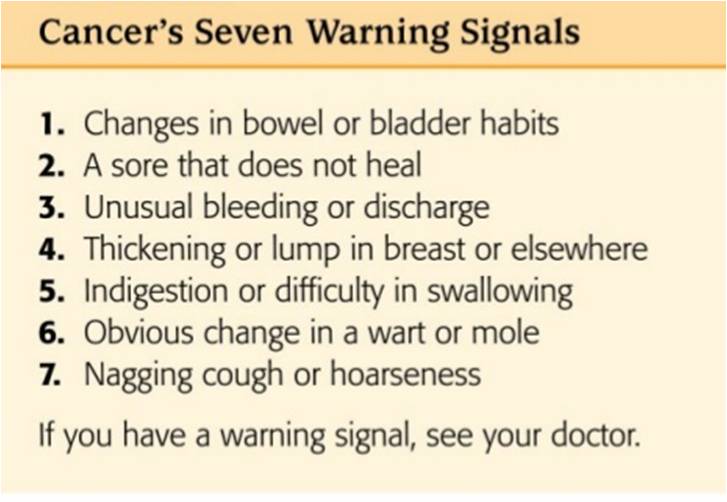 Cancer's Seven Warning Signals
1. Changes in bowel or bladder habits
2. A sore that does not heal
3. Unusual bleeding or discharge
4. Thickening or lump in breast or elsewhere
5. Indigestion or difficulty in swallowing
6. Obvious change in a wart or mole
7. Nagging cough or hoarseness
If you have a warning signal, see your doctor.